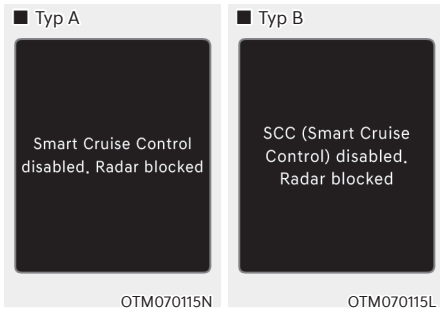 ■ Typ A
Smart Cruise Control
disabled. Radar blocked
OTM070115N
■ Typ B
SCC (Smart Cruise
Control) disabled.
Radar blocked
OTM070115L